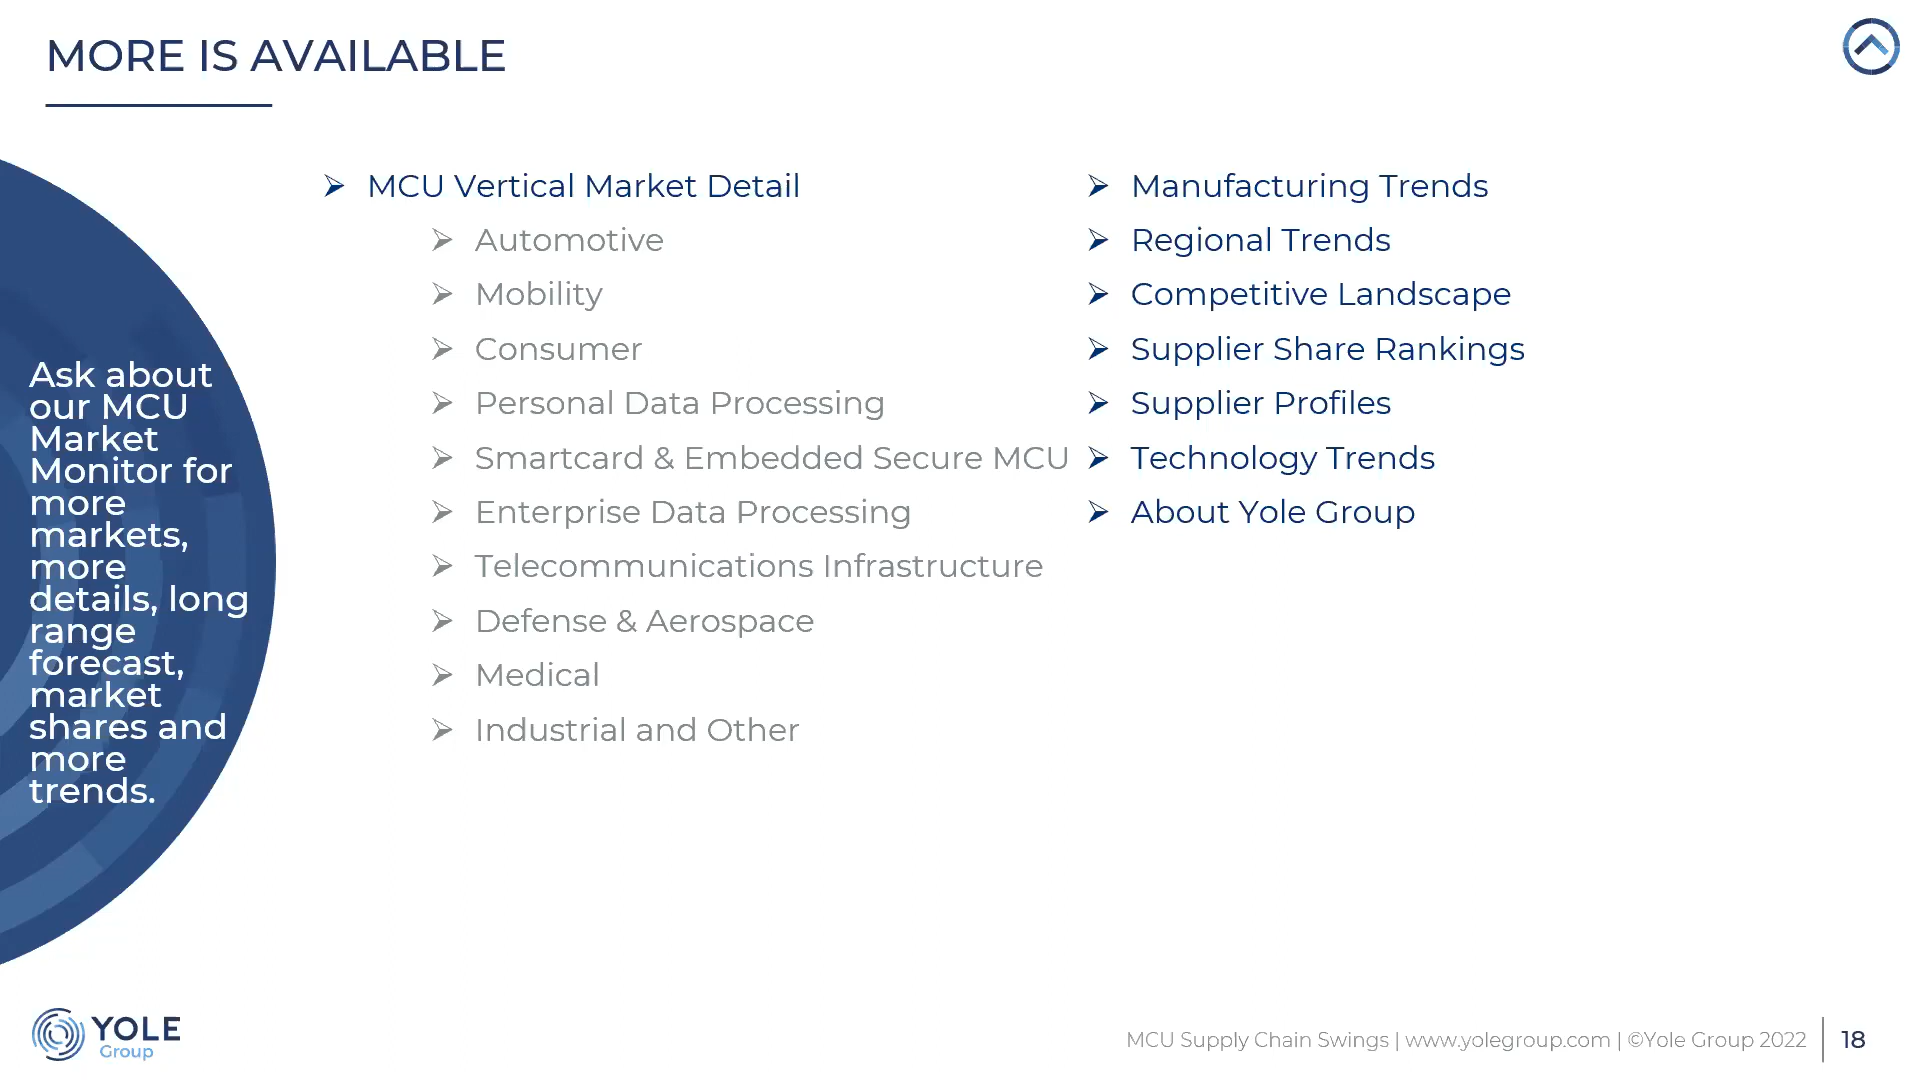 MORE IS AVAILABLE
Ask about
our MCU
Market
Monitor for
more
markets,
more
details, long
range
forecast,
market
shares and
more
trends.
MCU Vertical Market Detail
Automotive
Mobility
Consumer
Personal Data Processing
Smartcard & Embedded Secure MCU
Enterprise Data Processing
Telecommunications Infrastructure
Defense & Aerospace
Medical
Industrial and Other
Manufacturing Trends
Regional Trends
Competitive Landscape
Supplier Share Rankings
Supplier Profiles
Technology Trends
About Yole Group
YOLE
Group
MCU Supply Chain Swings | www.yolegroup.com | ©Yole Group 2022
18